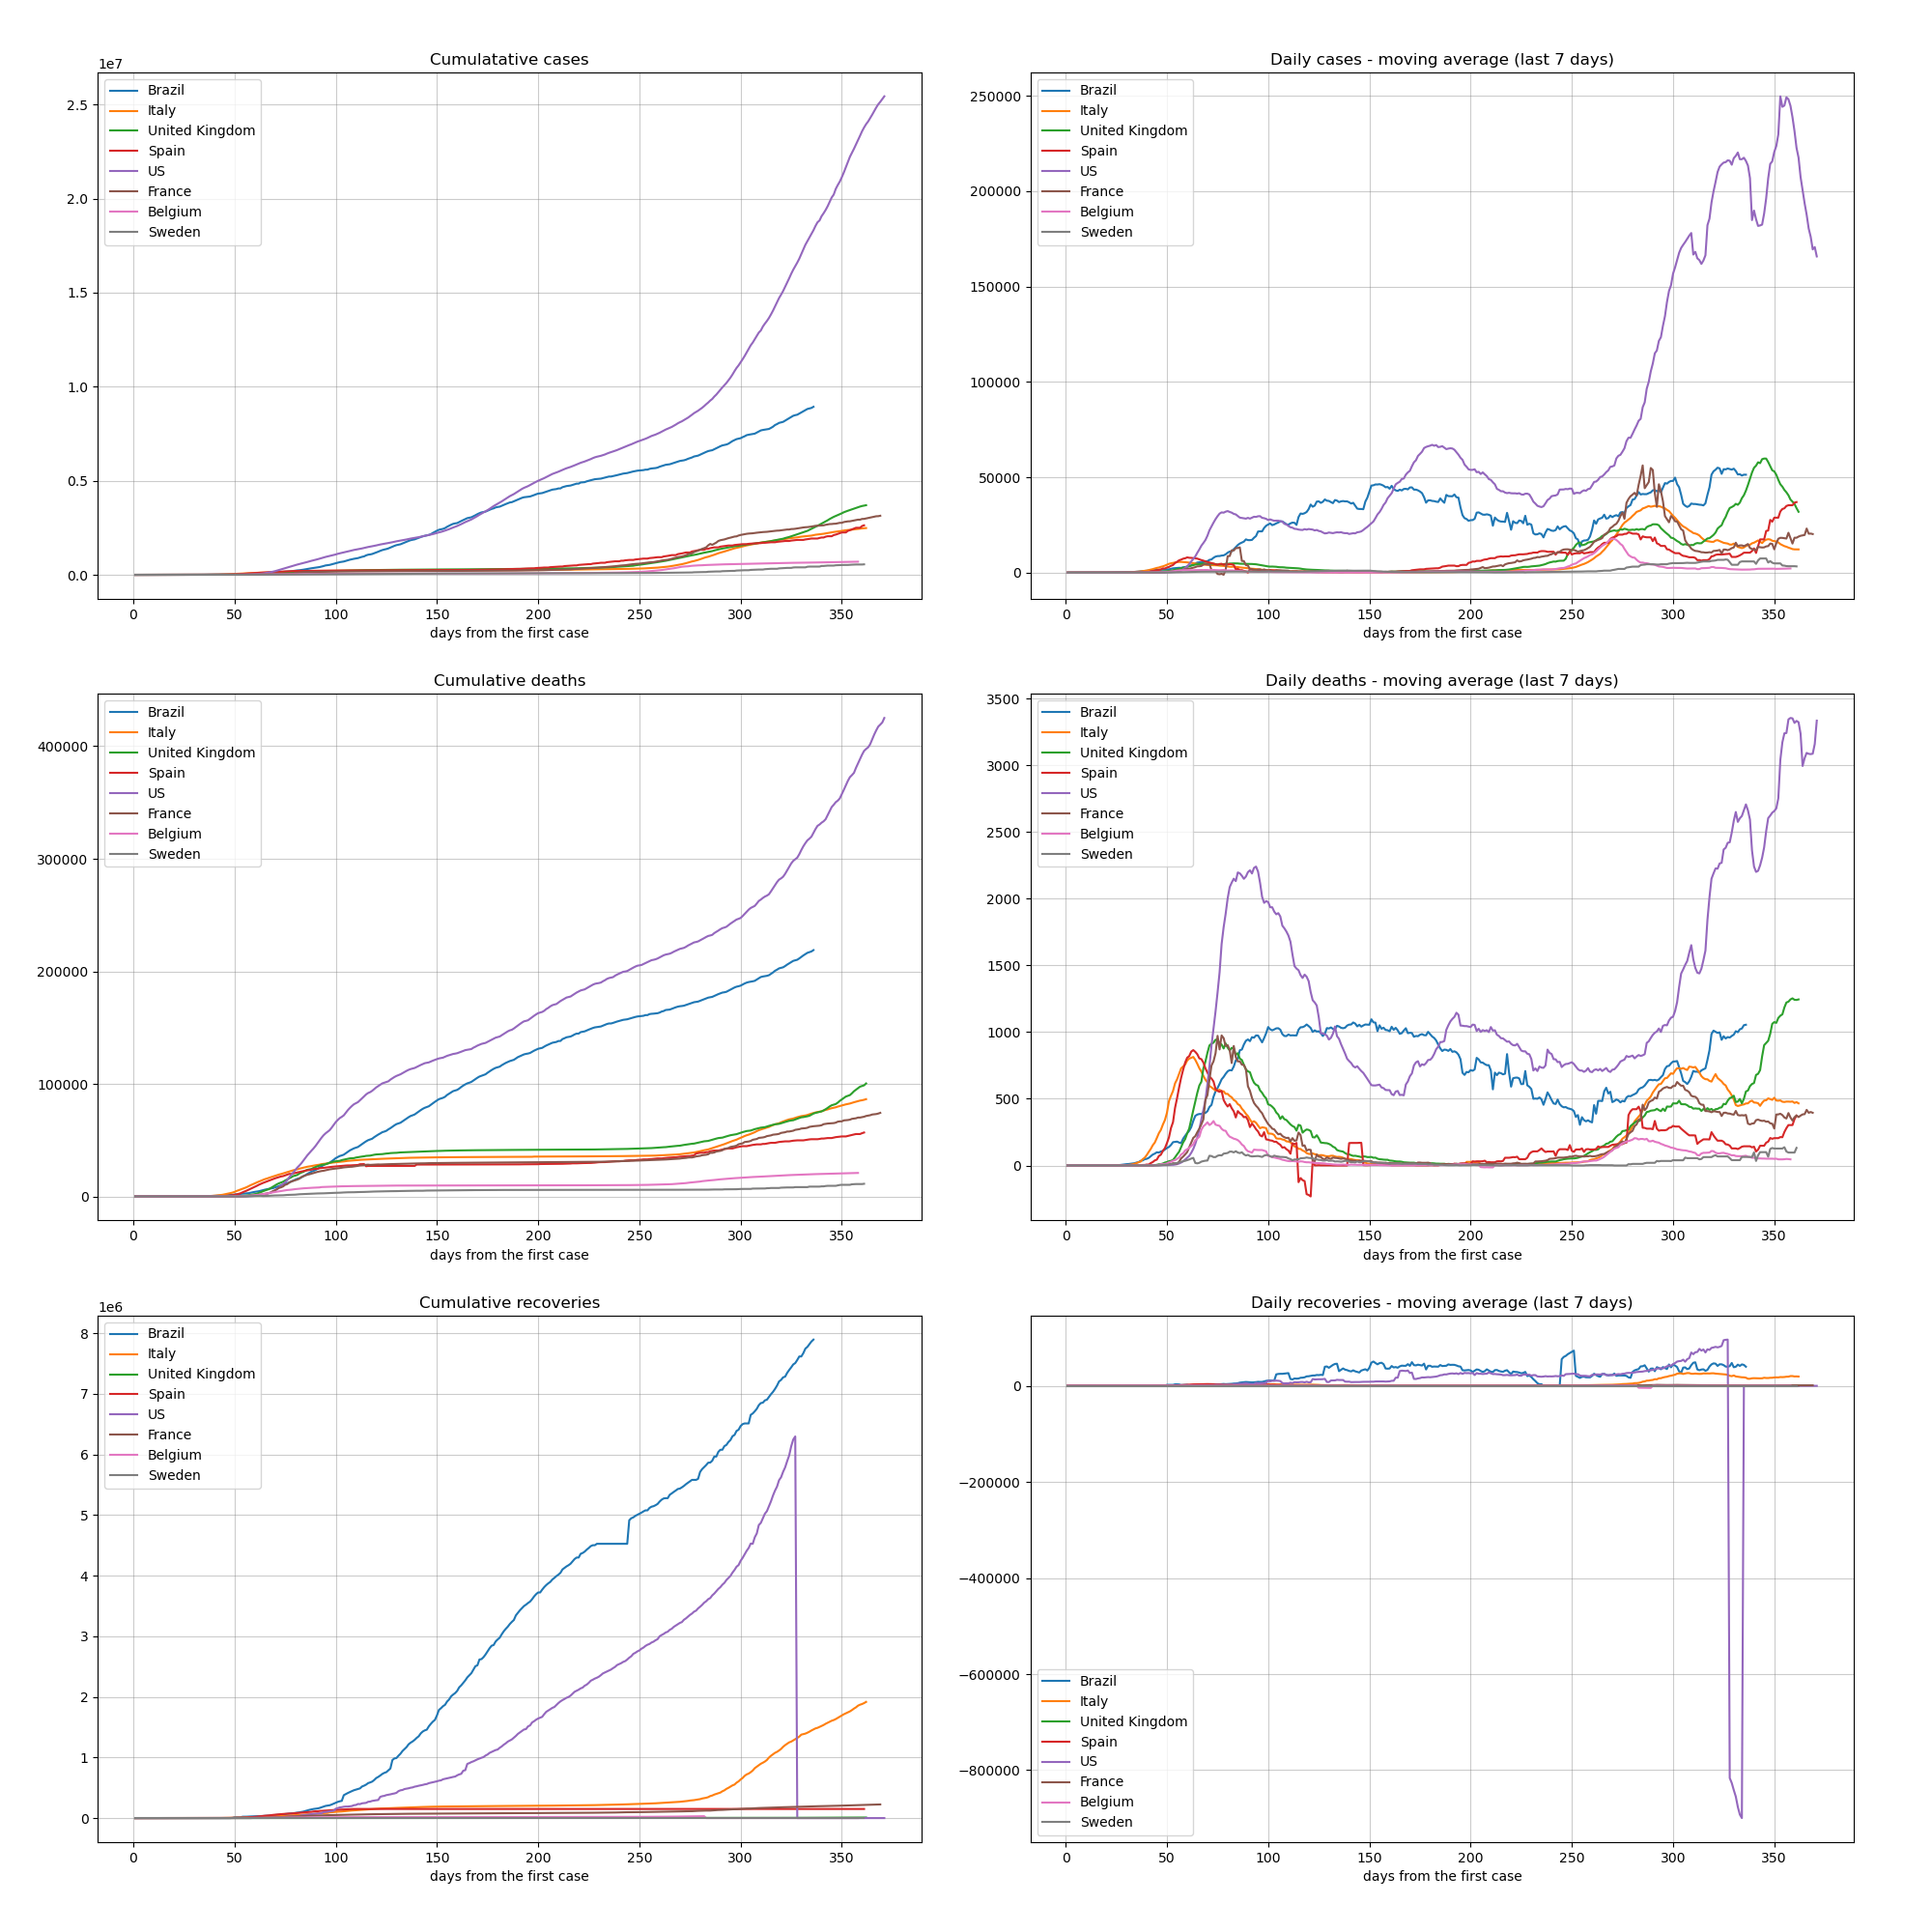 Cumulatative cases
1e7
2.5
2.0
1.5
1.0
0.5
0.0
Brazil
Italy
United Kingdom
Spain
US
France
Belgium
Sweden
0 50 100 150 200 250 300 350
days from the first case
Daily cases - moving average (last 7 days)
250000
200000
150000
100000
50000
0
Brazil
Italy
United Kingdom
Spain
US
France
Belgium
Sweden
0 50 100 150 200 250 300 350
days from the first case
Cumulative deaths
400000
300000
200000
100000
0
Brazil
Italy
United Kingdom
Spain
US
France
Belgium
Sweden
0 50 100 150 200 250 300 350
days from the first case
Daily deaths - moving average (last 7 days)
3500
3000
2500
2000
1500
1000
500
0
Brazil
Italy
United Kingdom
Spain
US
France
Belgium
Sweden
0 50 100 150 200 250 300 350
days from the first case
Cumulative recoveries
1e6
8
7
6
5
4
3
2
1
0
Brazil
Italy
United Kingdom
Spain
US
France
Belgium
Sweden
0 50 100 150 200 250 300 350
days from the first case
Daily recoveries - moving average (last 7 days)
0
−200000
−400000
−600000
−800000
Brazil
Italy
United Kingdom
Spain
US
France
Belgium
Sweden
0 50 100 150 200 250 300 350
days from the first case